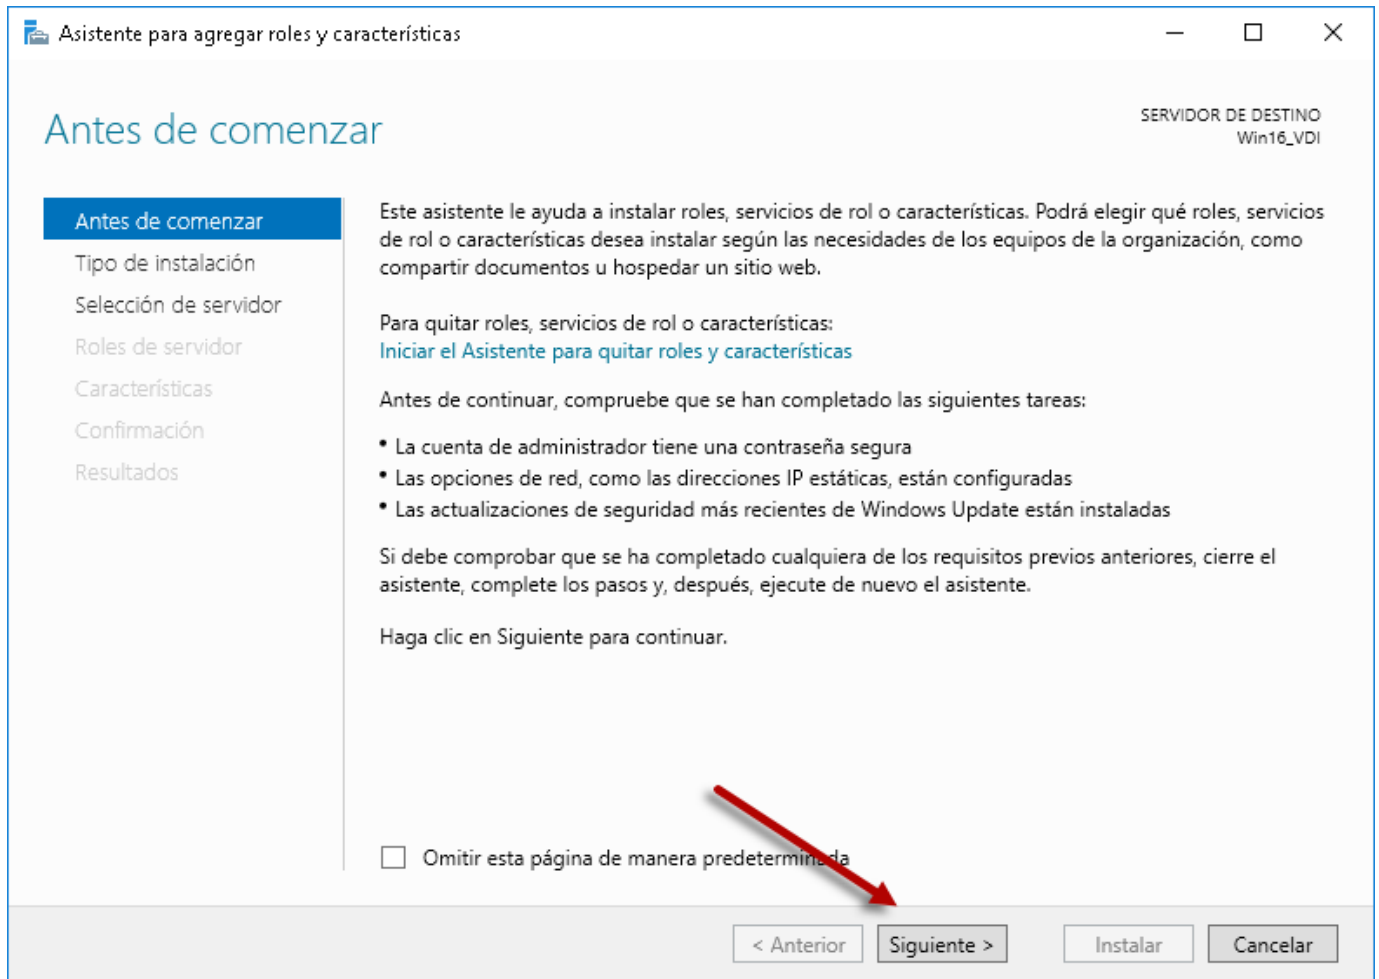 Asistente para agregar roles y características
Antes de comenzar
SERVIDOR DE DESTINO
Win16_VDI
Antes de comenzar
Tipo de instalación
Selección de servidor
Roles de servidor
Características
Confirmación
Resultados
Este asistente le ayuda a instalar roles, servicios de rol o características. Podrá elegir qué roles, servicios
de rol o características desea instalar según las necesidades de los equipos de la organización, como
compartir documentos u hospedar un sitio web.
Para quitar roles, servicios de rol o características:
Iniciar el Asistente para quitar roles y características
Antes de continuar, compruebe que se han completado las siguientes tareas:
• La cuenta de administrador tiene una contraseña segura
• Las opciones de red, como las direcciones IP estáticas, están configuradas
• Las actualizaciones de seguridad más recientes de Windows Update están instaladas
Si debe comprobar que se ha completado cualquiera de los requisitos previos anteriores, cierre el
asistente, complete los pasos y, después, ejecute de nuevo el asistente.
Haga clic en Siguiente para continuar.
Omitir esta página de manera predeterminada
< Anterior
Siguiente >
Instalar
Cancelar